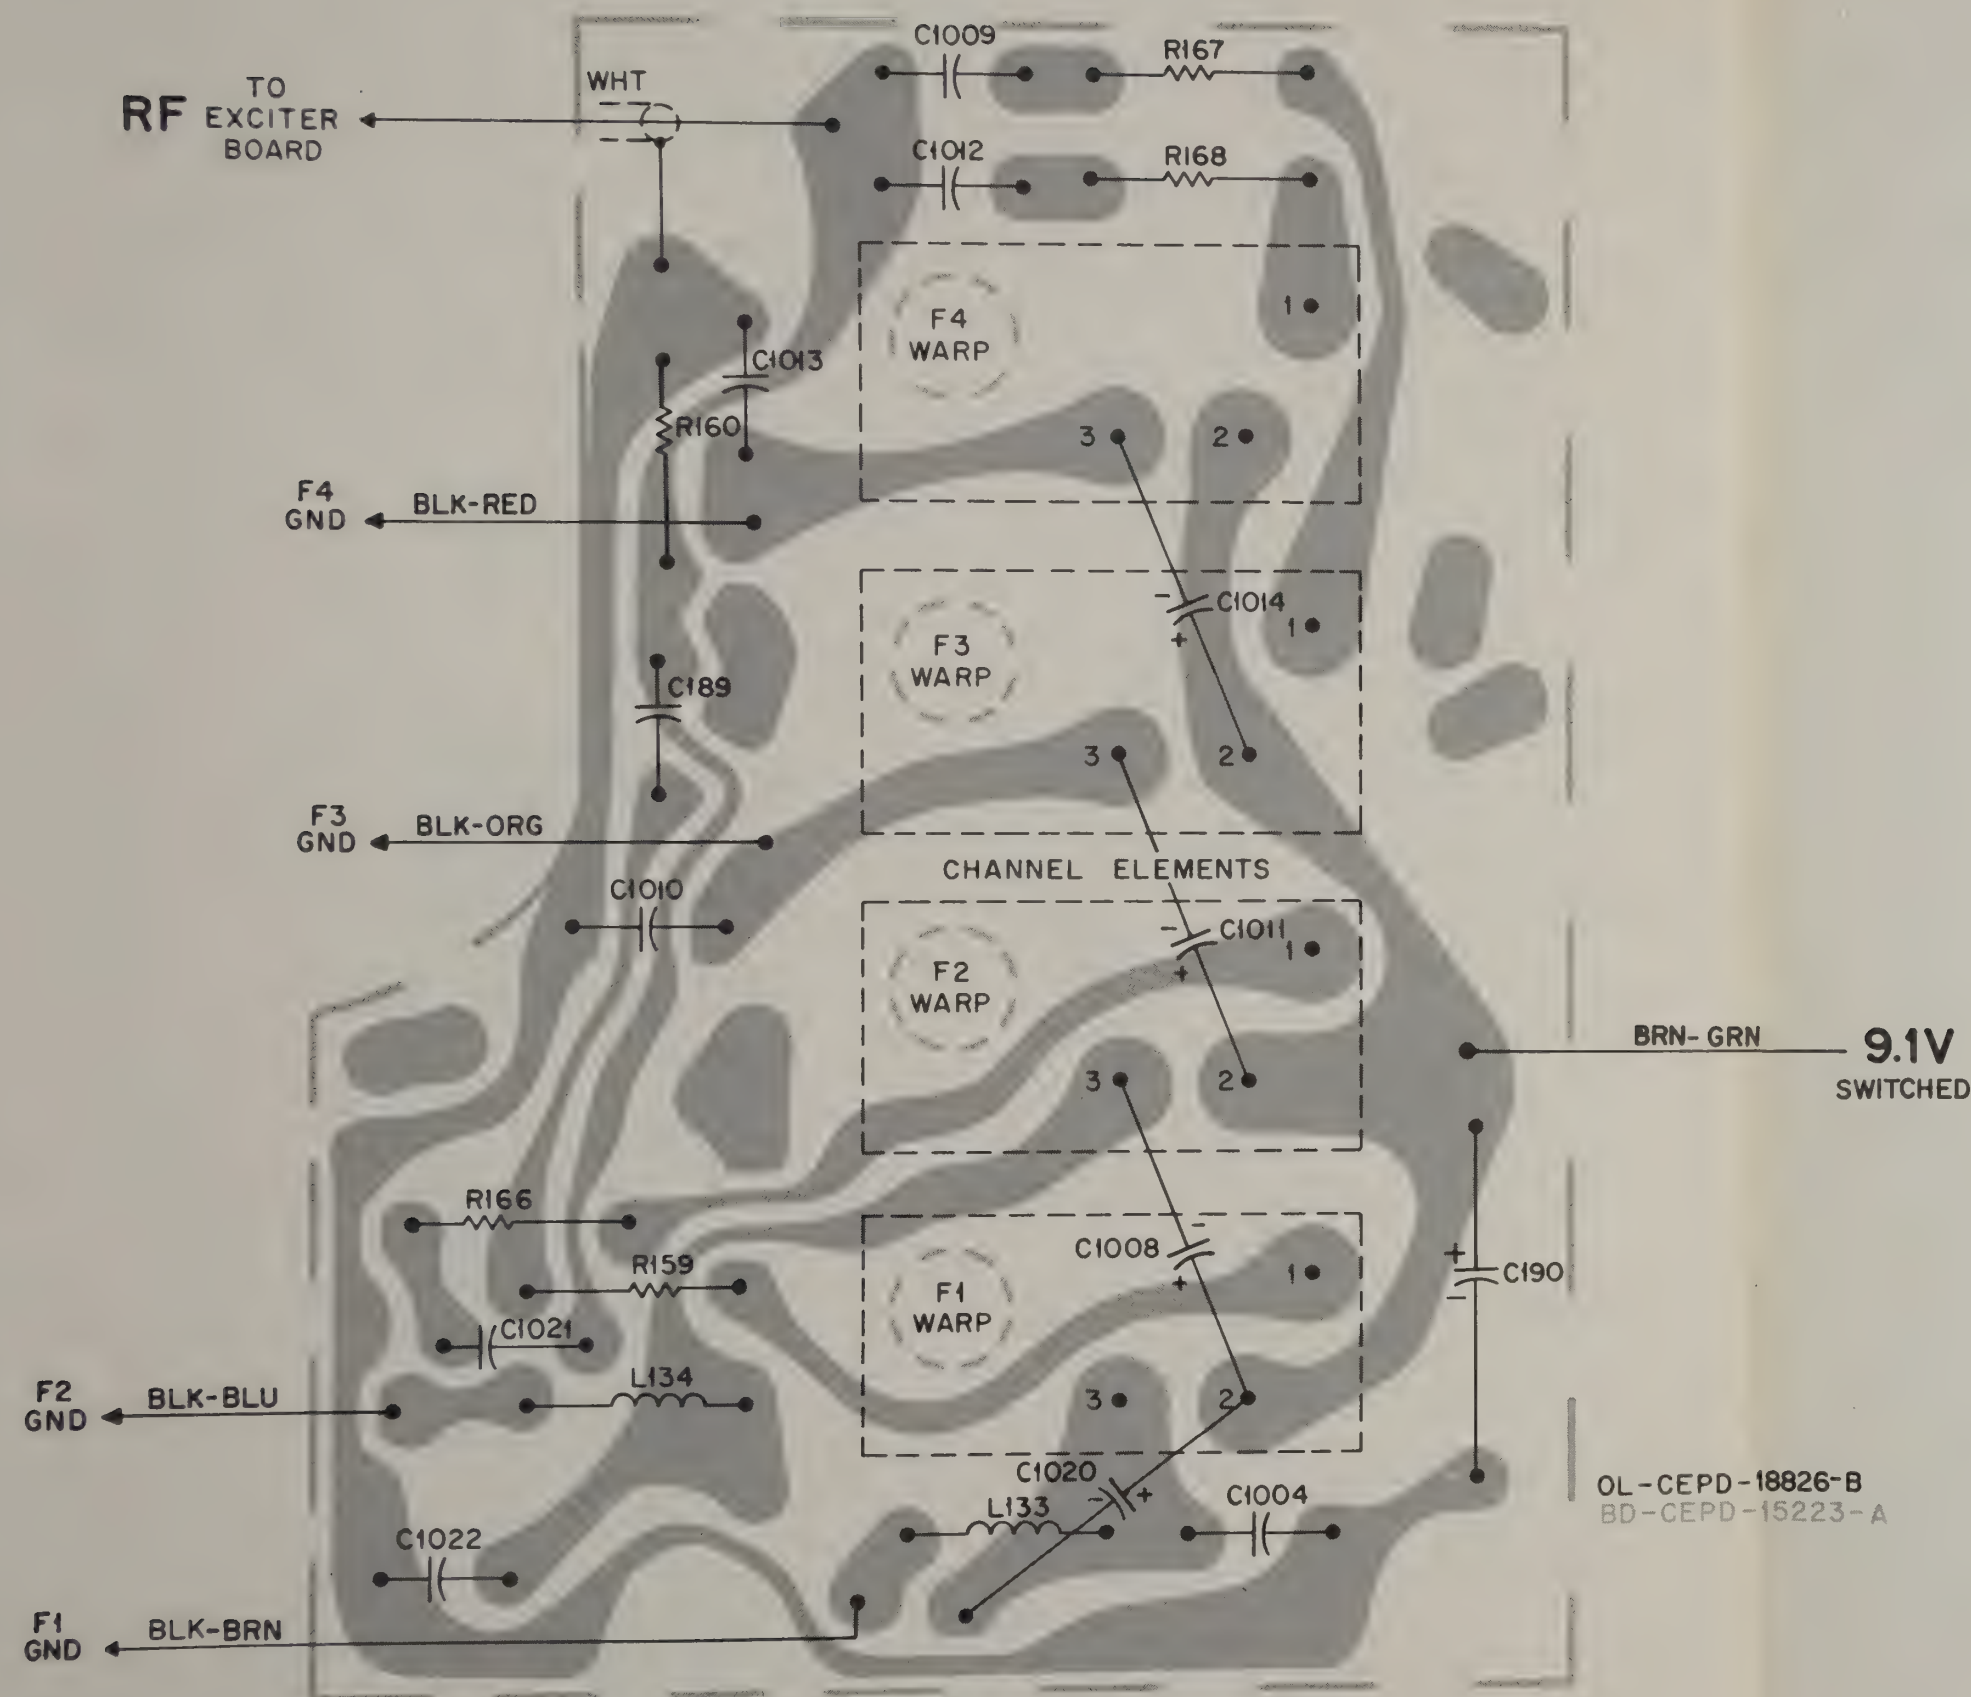 C1009
R167
WHT
RF
TO
EXCITER
BOARD
C1012
R168
F4
WARP
1
C1013
R160
3
2
F4
GND
BLK-RED
C1014
-
+
1
F3
WARP
C189
3
2
F3
GND
BLK-ORG
CHANNEL ELEMENTS
C1010
C1011
-
+
1
F2
WARP
BRN-GRN
9.1V
SWITCHED
3
2
R166
C1008
-
+
R159
1
+
C190
-
F1
WARP
C1021
L134
F2
GND
BLK-BLU
3
2
C1020
-
+
L133
C1004
OL-CEPD-18826-B
BD-CEPD-15223-A
C1022
F1
GND
BLK-BRN